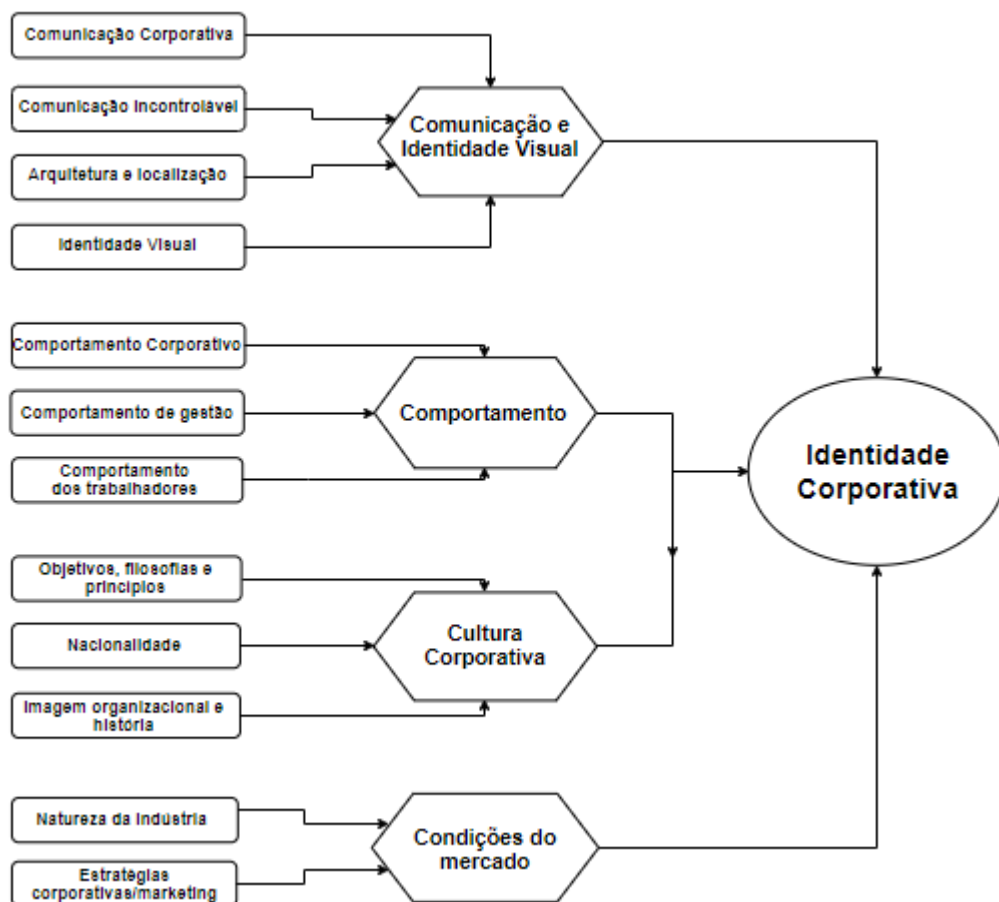 Comunicação Corporativa
Comunicação Incontrolável
Arquitetura e localização
Identidade Visual
Comunicação e
Identidade Visual
Comportamento Corporativo
Comportamento de gestão
Comportamento
dos trabalhadores
Comportamento
Objetivos, filosofias e
princípios
Nacionalidade
Imagem organizacional e
história
Cultura
Corporativa
Natureza da Indústria
Estratégias
corporativas/marketing
Condições do
mercado
Identidade
Corporativa